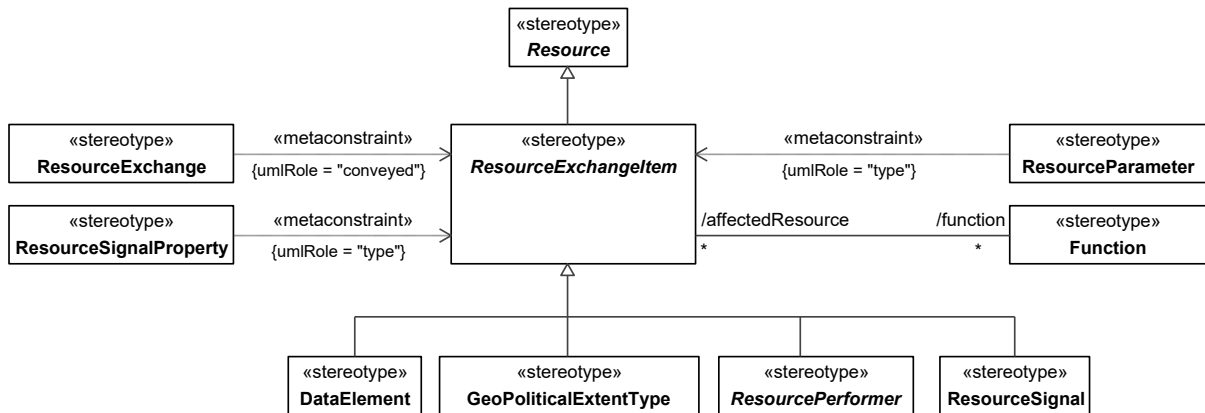 «stereotype»
Resource
«stereotype»
ResourceExchange
«metaconstraint»
{umlRole = "conveyed"}
«stereotype»
ResourceExchangeItem
«metaconstraint»
{umlRole = "type"}
«stereotype»
ResourceParameter
«stereotype»
ResourceSignalProperty
«metaconstraint»
{umlRole = "type"}
/affectedResource
*
/function
*
«stereotype»
Function
«stereotype»
DataElement
«stereotype»
GeoPoliticalExtentType
«stereotype»
ResourcePerformer
«stereotype»
ResourceSignal